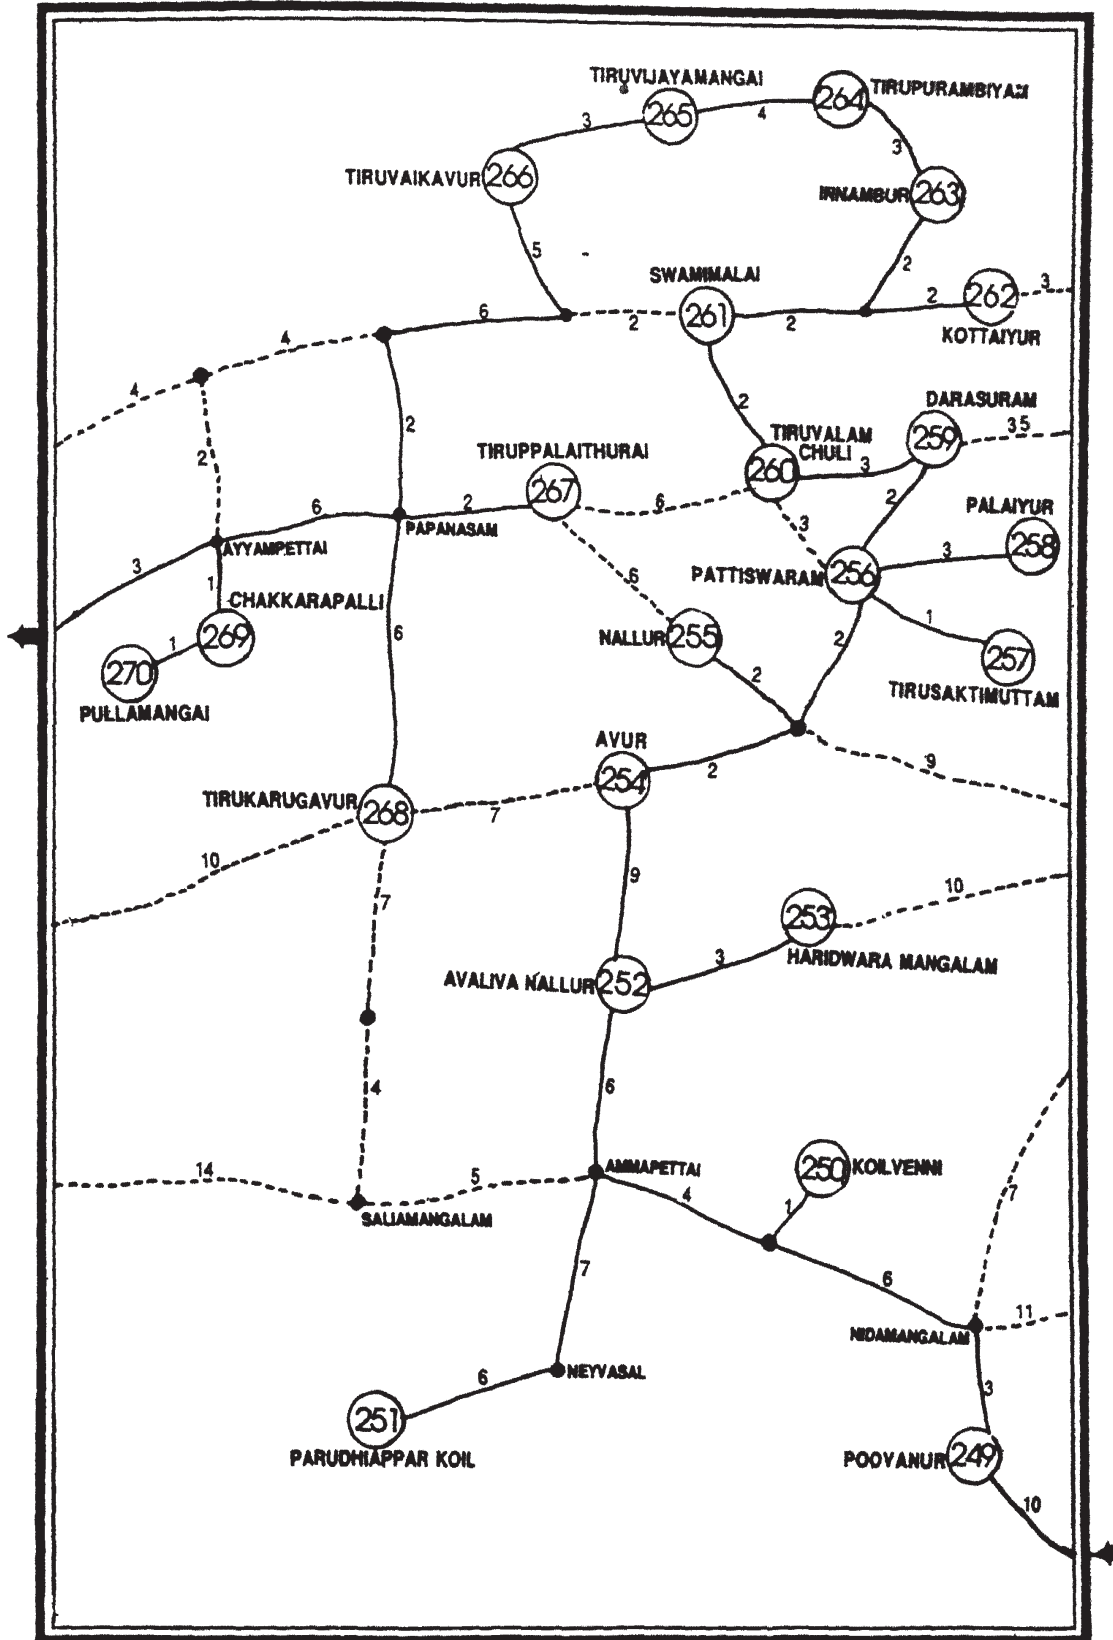 TIRUVIJAYAMANGAI
265
264
TIRUPURAMBIYAM
3
4
3
TIRUVAIKAVUR
266
INNAMBUR
263
5
2
SWAMIMALAI
261
262
KOTTAIYUR
3
6
2
2
2
4
4
2
DARASURAM
259
35
2
2
TIRUPPALAITHURAI
267
TIRUVALAM
CHULI
260
3
6
2
6
2
PAPANASAM
3
PALAIYUR
258
AYYAMPETTAI
3
1
PATTISWARAM
256
3
6
CHAKKARAPALLI
269
1
270
PULLAMANGAI
6
NALLUR
255
2
2
1
257
TIRUSAKTIMUTTAM
AVUR
254
2
9
TIRUKARUGAVUR
268
7
10
7
9
253
HARIDWARA MANGALAM
10
AVALIVA NALLUR
252
3
4
6
14
SALIAMANGALAM
5
AMMAPETTAI
250
KOILVENNI
4
1
7
7
6
11
NIDAMANGALAM
NEYVASAL
6
3
251
PARUDHIAPPAR KOIL
POOVANUR
249
10